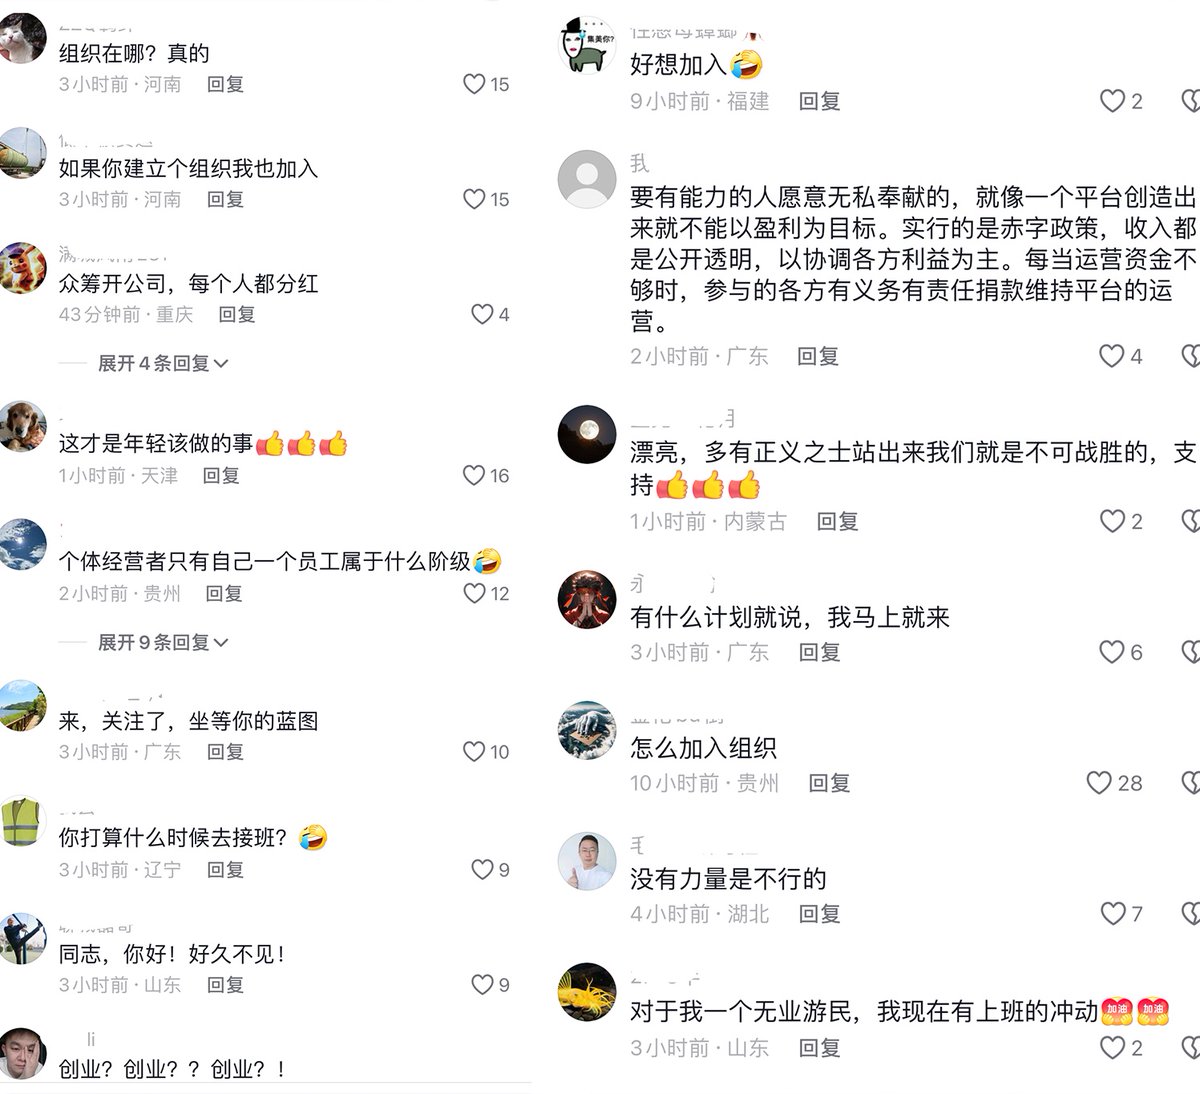 组织在哪？真的
3小时前·河南 回复 15
如果你建立个组织我也加入
3小时前·河南 回复 15
众筹开公司，每个人都分红
43分钟前·重庆 回复 4
展开4条回复
这才是年轻该做的事
1小时前·天津 回复 16
个体经营者只有自己一个员工属于什么阶级
2小时前·贵州 回复 12
展开9条回复
来，关注了，坐等你的蓝图
3小时前·广东 回复 10
你打算什么时候去接班？
3小时前·辽宁 回复 9
同志，你好！好久不见！
3小时前·山东 回复 9
li
创业？创业？？创业？！
集美你?
好想加入
9小时前·福建 回复 2
我
要有能力的人愿意无私奉献的，就像一个平台创造出
来就不能以盈利为目标。实行的是赤字政策，收入都
是公开透明，以协调各方利益为主。每当运营资金不
够时，参与的各方有义务有责任捐款维持平台的运
营。
2小时前·广东 回复 4
漂亮，多有正义之士站出来我们就是不可战胜的，支
持
1小时前·内蒙古 回复 2
有什么计划就说，我马上就来
3小时前·广东 回复 6
怎么加入组织
10小时前·贵州 回复 28
没有力量是不行的
4小时前·湖北 回复 7
对于我一个无业游民，我现在有上班的冲动 加油 加油
3小时前·山东 回复 2